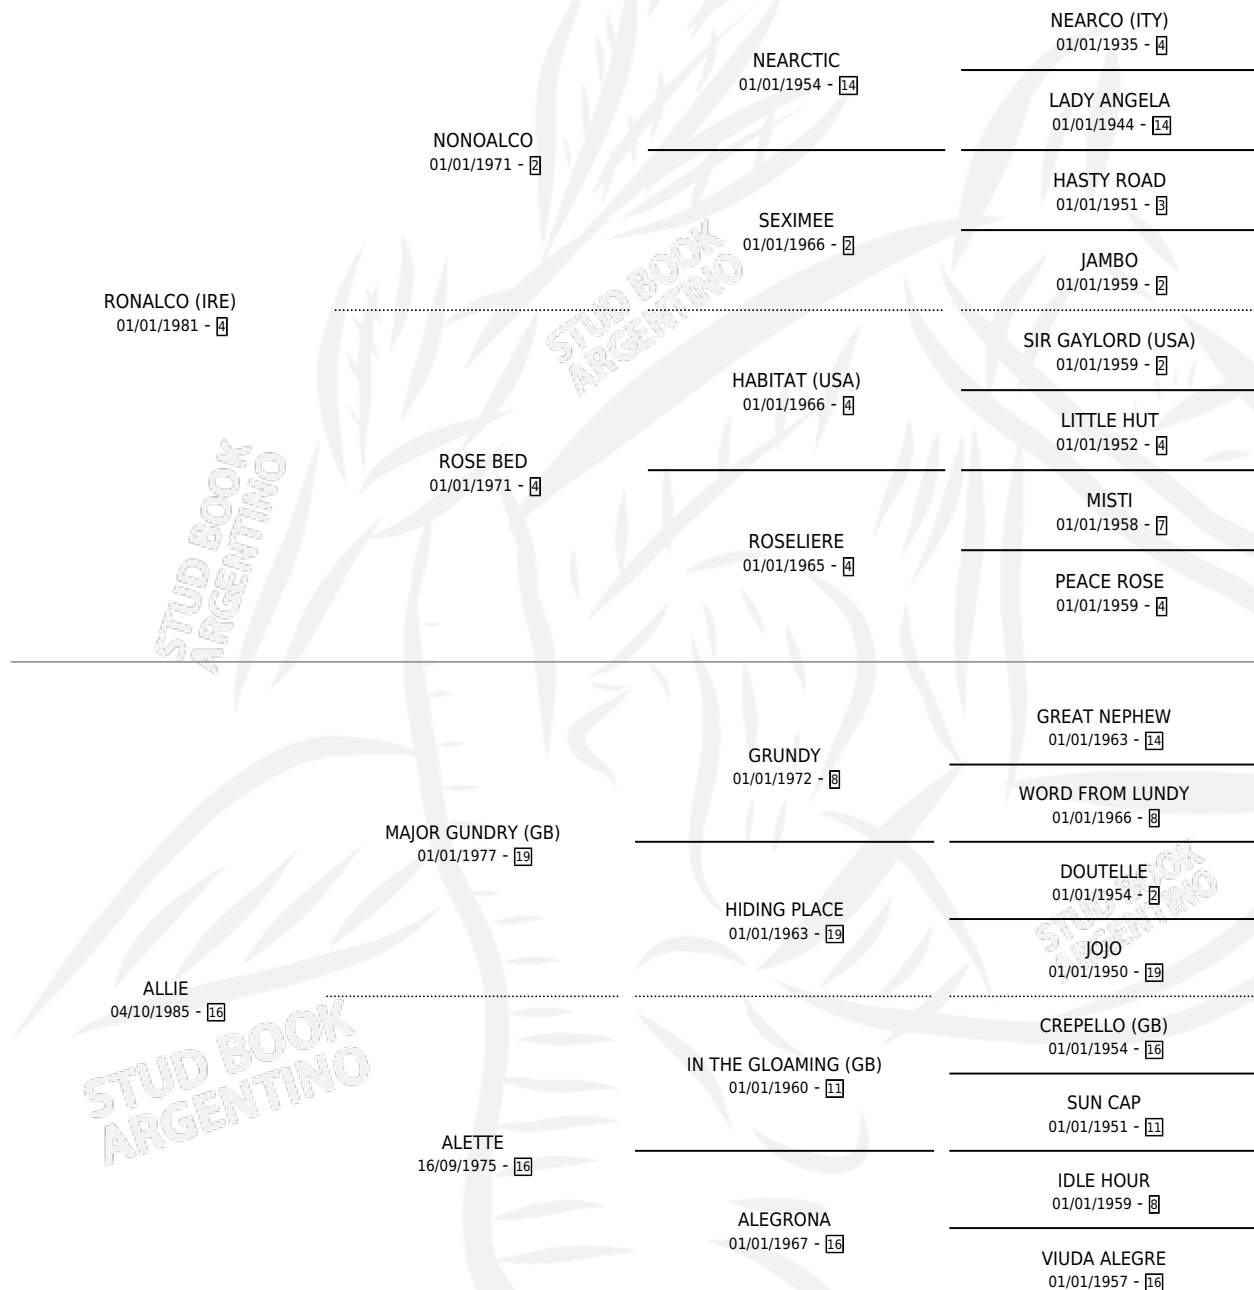 RONALCO (IRE)
01/01/1981 - 4
NONOALCO
01/01/1971 - 2
NEARCTIC
01/01/1954 - 14
NEARCO (ITY)
01/01/1935 - 4
LADY ANGELA
01/01/1944 - 14
SEXIMEE
01/01/1966 - 2
HASTY ROAD
01/01/1951 - 3
JAMBO
01/01/1959 - 2
ROSE BED
01/01/1971 - 4
HABITAT (USA)
01/01/1966 - 4
SIR GAYLORD (USA)
01/01/1959 - 2
LITTLE HUT
01/01/1952 - 4
ROSELIERE
01/01/1965 - 4
MISTI
01/01/1958 - 7
PEACE ROSE
01/01/1959 - 4
STUD BOOK
ARGENTINO
STUD BOOK
ARGENTINO
ALLIE
04/10/1985 - 16
MAJOR GUNDRY (GB)
01/01/1977 - 19
GRUNDY
01/01/1972 - 8
GREAT NEPHEW
01/01/1963 - 14
WORD FROM LUNDY
01/01/1966 - 8
HIDING PLACE
01/01/1963 - 19
DOUTELLE
01/01/1954 - 2
JOJO
01/01/1950 - 19
ALETTE
16/09/1975 - 16
IN THE GLOAMING (GB)
01/01/1960 - 11
CREPELLO (GB)
01/01/1954 - 16
SUN CAP
01/01/1951 - 11
ALEGRONA
01/01/1967 - 16
IDLE HOUR
01/01/1959 - 8
VIUDA ALEGRE
01/01/1957 - 16
STUD BOOK
ARGENTINO
STUD BOOK
ARGENTINO